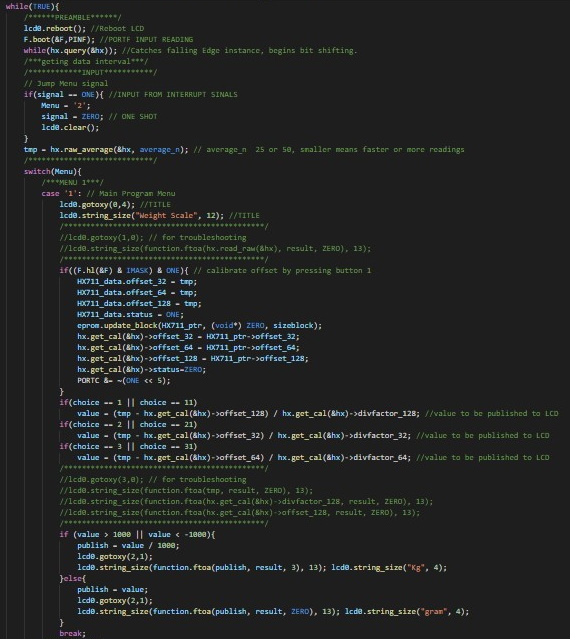 while(TRUE){
/******PREAMBLE******/
lcd0.reboot(); //Reboot LCD
F.boot(&F,PINF); //PORTF INPUT READING
while(hx.query(&hx)); //Catches falling Edge instance, begins bit shifting.
/***geting data interval***/
/************INPUT***********/
// Jump Menu signal
if(signal == ONE){ //INPUT FROM INTERRUPT SINALS
Menu = '2';
signal = ZERO; // ONE SHOT
lcd0.clear();
}
tmp = hx.raw_average(&hx, average_n); // average_n  25 or 50, smaller means faster or more readings
/****************************/
switch(Menu){
/***MENU 1***/
case '1': // Main Program Menu
lcd0.gotoxy(0,4); //TITLE
lcd0.string_size("Weight Scale", 12); //TITLE
/*********************************************/
//lcd0.gotoxy(1,0); // for troubleshooting
//lcd0.string_size(function.ftoa(hx.read_raw(&hx), result, ZERO), 13);
/*********************************************/
if((F.hl(&F) & IMASK) & ONE){ // calibrate offset by pressing button 1
HX711_data.offset_32 = tmp;
HX711_data.offset_64 = tmp;
HX711_data.offset_128 = tmp;
HX711_data.status = ONE;
eprom.update_block(HX711_ptr, (void*) ZERO, sizeblock);
hx.get_cal(&hx)->offset_32 = HX711_ptr->offset_32;
hx.get_cal(&hx)->offset_64 = HX711_ptr->offset_64;
hx.get_cal(&hx)->offset_128 = HX711_ptr->offset_128;
hx.get_cal(&hx)->status=ZERO;
PORTC &= ~(ONE << 5);
}
if(choice == 1 || choice == 11)
value = (tmp - hx.get_cal(&hx)->offset_128) / hx.get_cal(&hx)->divfactor_128; //value to be published to LCD
if(choice == 2 || choice == 21)
value = (tmp - hx.get_cal(&hx)->offset_32) / hx.get_cal(&hx)->divfactor_32; //value to be published to LCD
if(choice == 3 || choice == 31)
value = (tmp - hx.get_cal(&hx)->offset_64) / hx.get_cal(&hx)->divfactor_64; //value to be published to LCD
/*********************************************/
//lcd0.gotoxy(3,0); // for troubleshooting
//lcd0.string_size(function.ftoa(tmp, result, ZERO), 13);
//lcd0.string_size(function.ftoa(hx.get_cal(&hx)->divfactor_128, result, ZERO), 13);
//lcd0.string_size(function.ftoa(hx.get_cal(&hx)->offset_128, result, ZERO), 13);
/*********************************************/
if (value > 1000 || value < -1000){
publish = value / 1000;
lcd0.gotoxy(2,1);
lcd0.string_size(function.ftoa(publish, result, 3), 13); lcd0.string_size("Kg", 4);
}else{
publish = value;
lcd0.gotoxy(2,1);
lcd0.string_size(function.ftoa(publish, result, ZERO), 13); lcd0.string_size("gram", 4);
}
break;